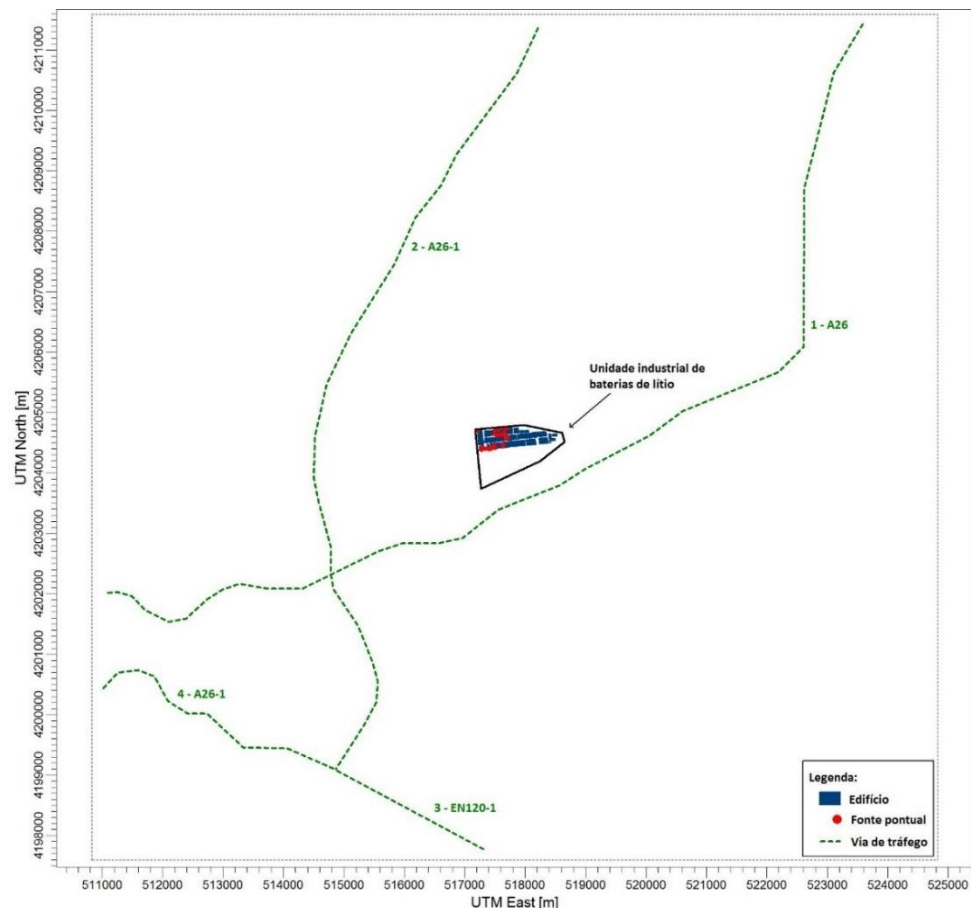 UTM North [m]
4211000
4210000
4209000
4208000
4207000
4206000
4205000
4204000
4203000
4202000
4201000
4200000
4199000
4198000
2 - A26-1
1 - A26
Unidade industrial de
baterias de lítio
4 - A26-1
3 - EN120-1
Legenda:
Edifício
Fonte pontual
Via de tráfego
511000 512000 513000 514000 515000 516000 517000 518000 519000 520000 521000 522000 523000 524000 525000
UTM East [m]